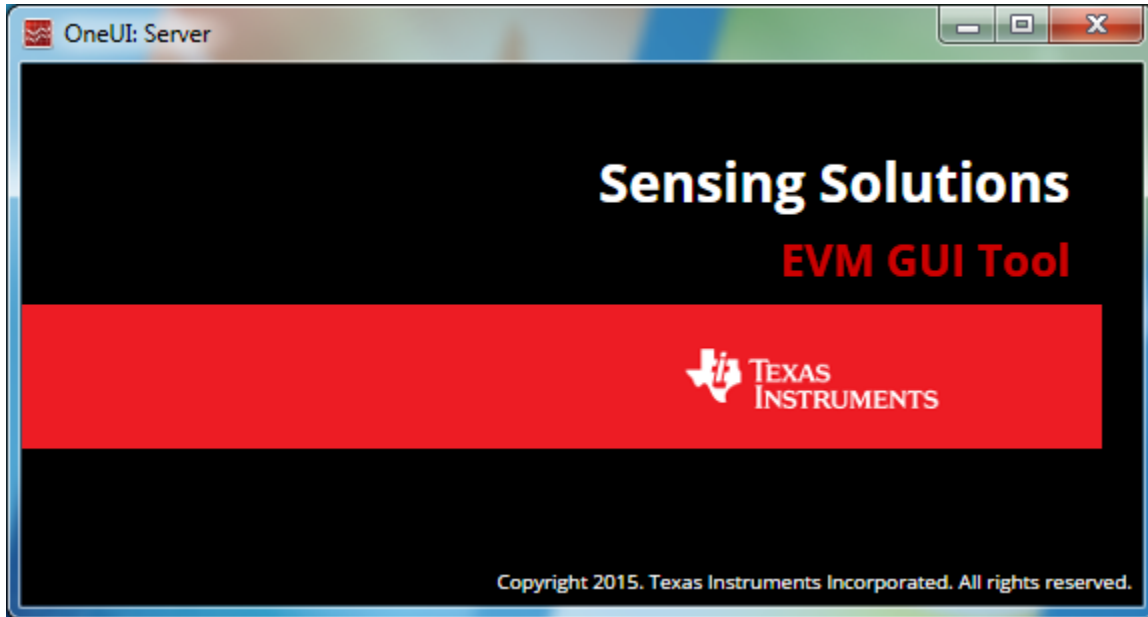 OneUI: Server
Sensing Solutions
EVM GUI Tool
TEXAS
INSTRUMENTS
Copyright 2015. Texas Instruments Incorporated. All rights reserved.